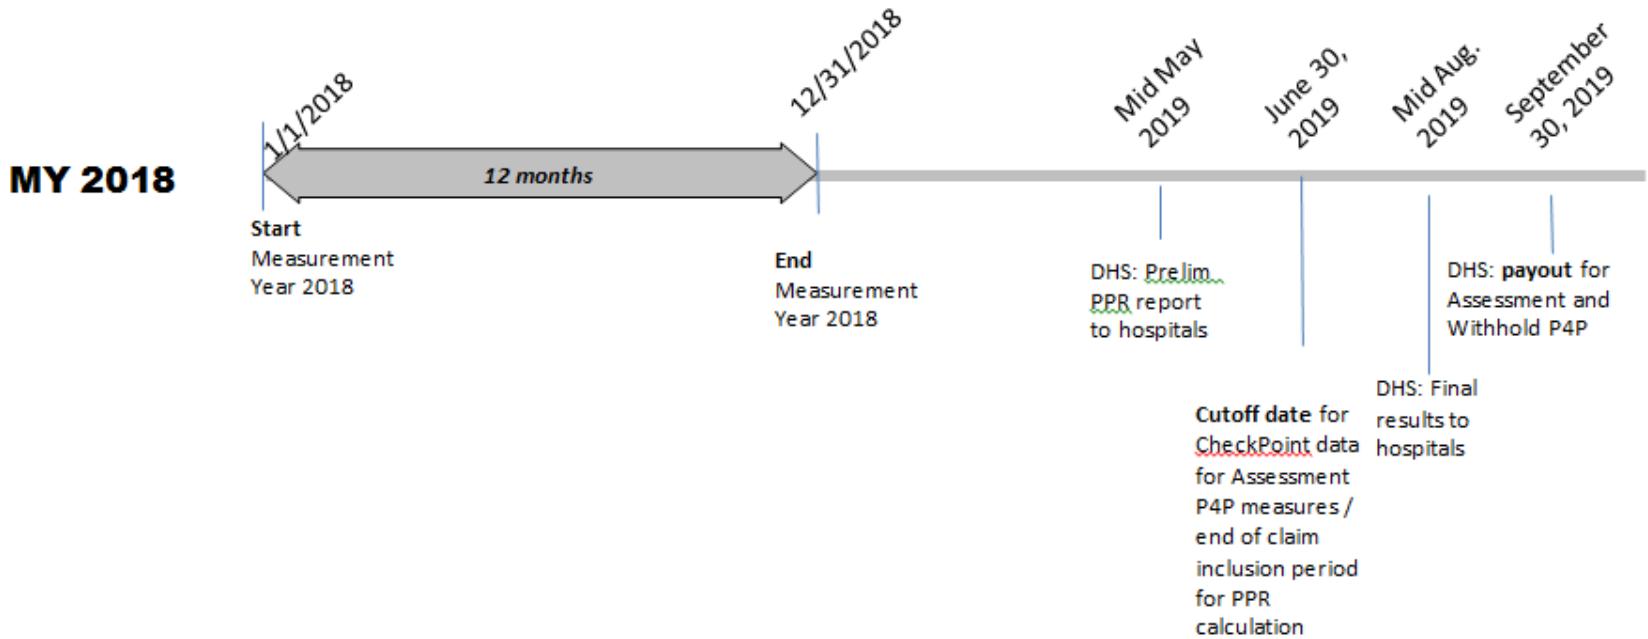 1/1/2018
12/31/2018
Mid May
2019
June 30,
2019
Mid Aug.
2019
September
30, 2019
MY 2018
12 months
Start
Measurement
Year 2018
End
Measurement
Year 2018
DHS: Prelim
PPR report
to hospitals
Cutoff date for
CheckPoint data
for Assessment
P4P measures /
end of claim
inclusion period
for PPR
calculation
DHS: Final
results to
hospitals
DHS: payout for
Assessment and
Withhold P4P